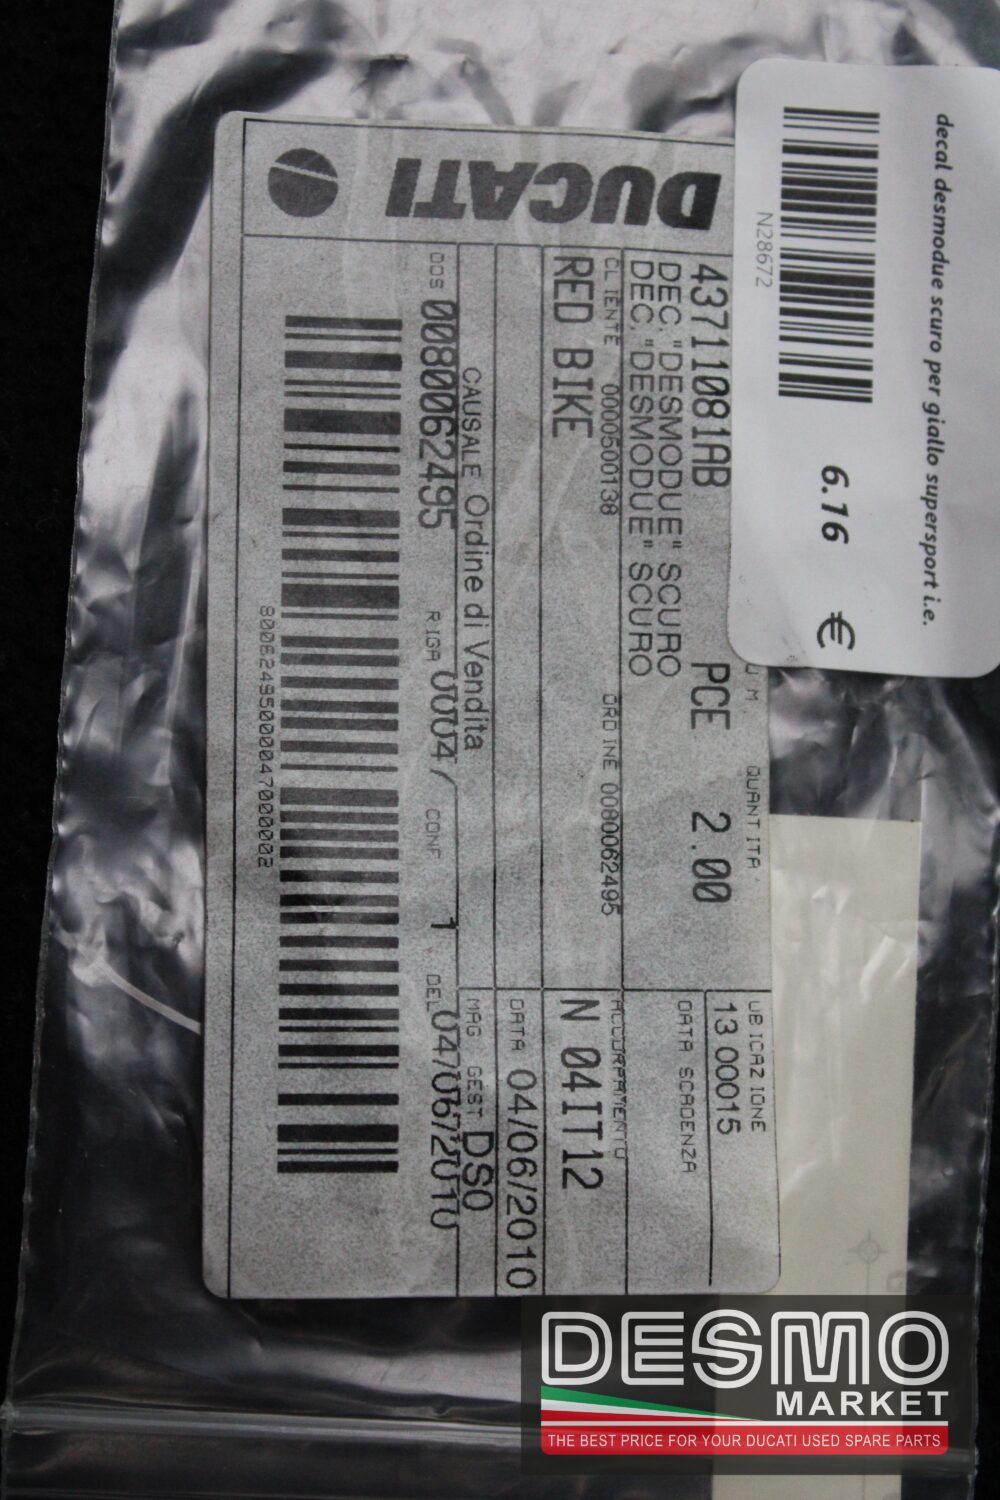 decal desmodue scuro per giallo supersport i.e.
N28672
6.16 €
DUCATI
U M.
QUANTITA'
UBICAZIONE
43711081AB PCE 2.00
13 00015
DEC."DESMODUE" SCURO
DEC."DESMODUE" SCURO
DATA SCADENZA
CLIENTE 0000500138
ORDINE 0080062495
ACCORPAMENTO
RED BIKE
N 04IT12
DATA 04/06/2010
CAUSALE Ordine di Vendita
MAG GEST DS0
DDS 0080062495 RIGA 0004/ CONF 1 DEL 04/06/2010
80062495000047000002
DESMO
MARKET
THE BEST PRICE FOR YOUR DUCATI USED SPARE PARTS